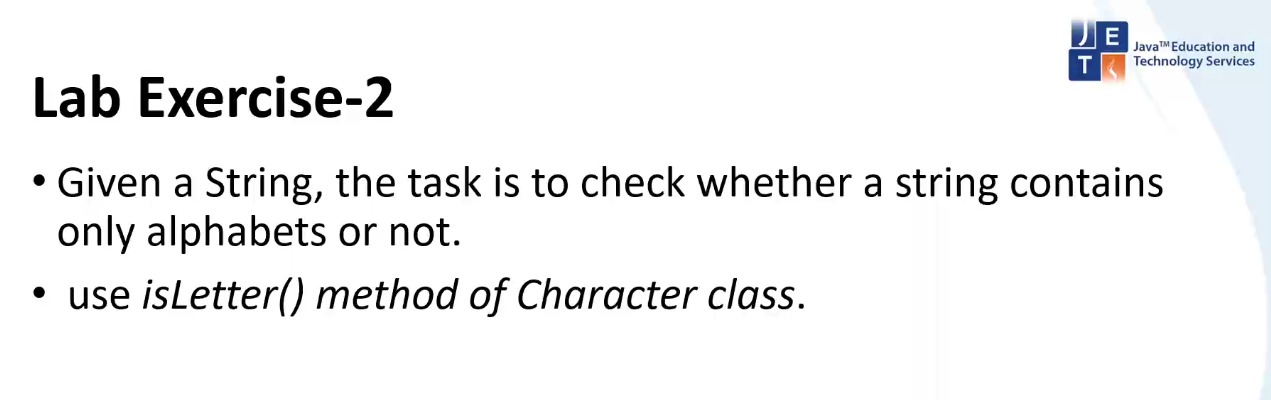 J E
T
Java™ Education and
Technology Services
Lab Exercise-2
• Given a String, the task is to check whether a string contains
only alphabets or not.
• use isLetter() method of Character class.